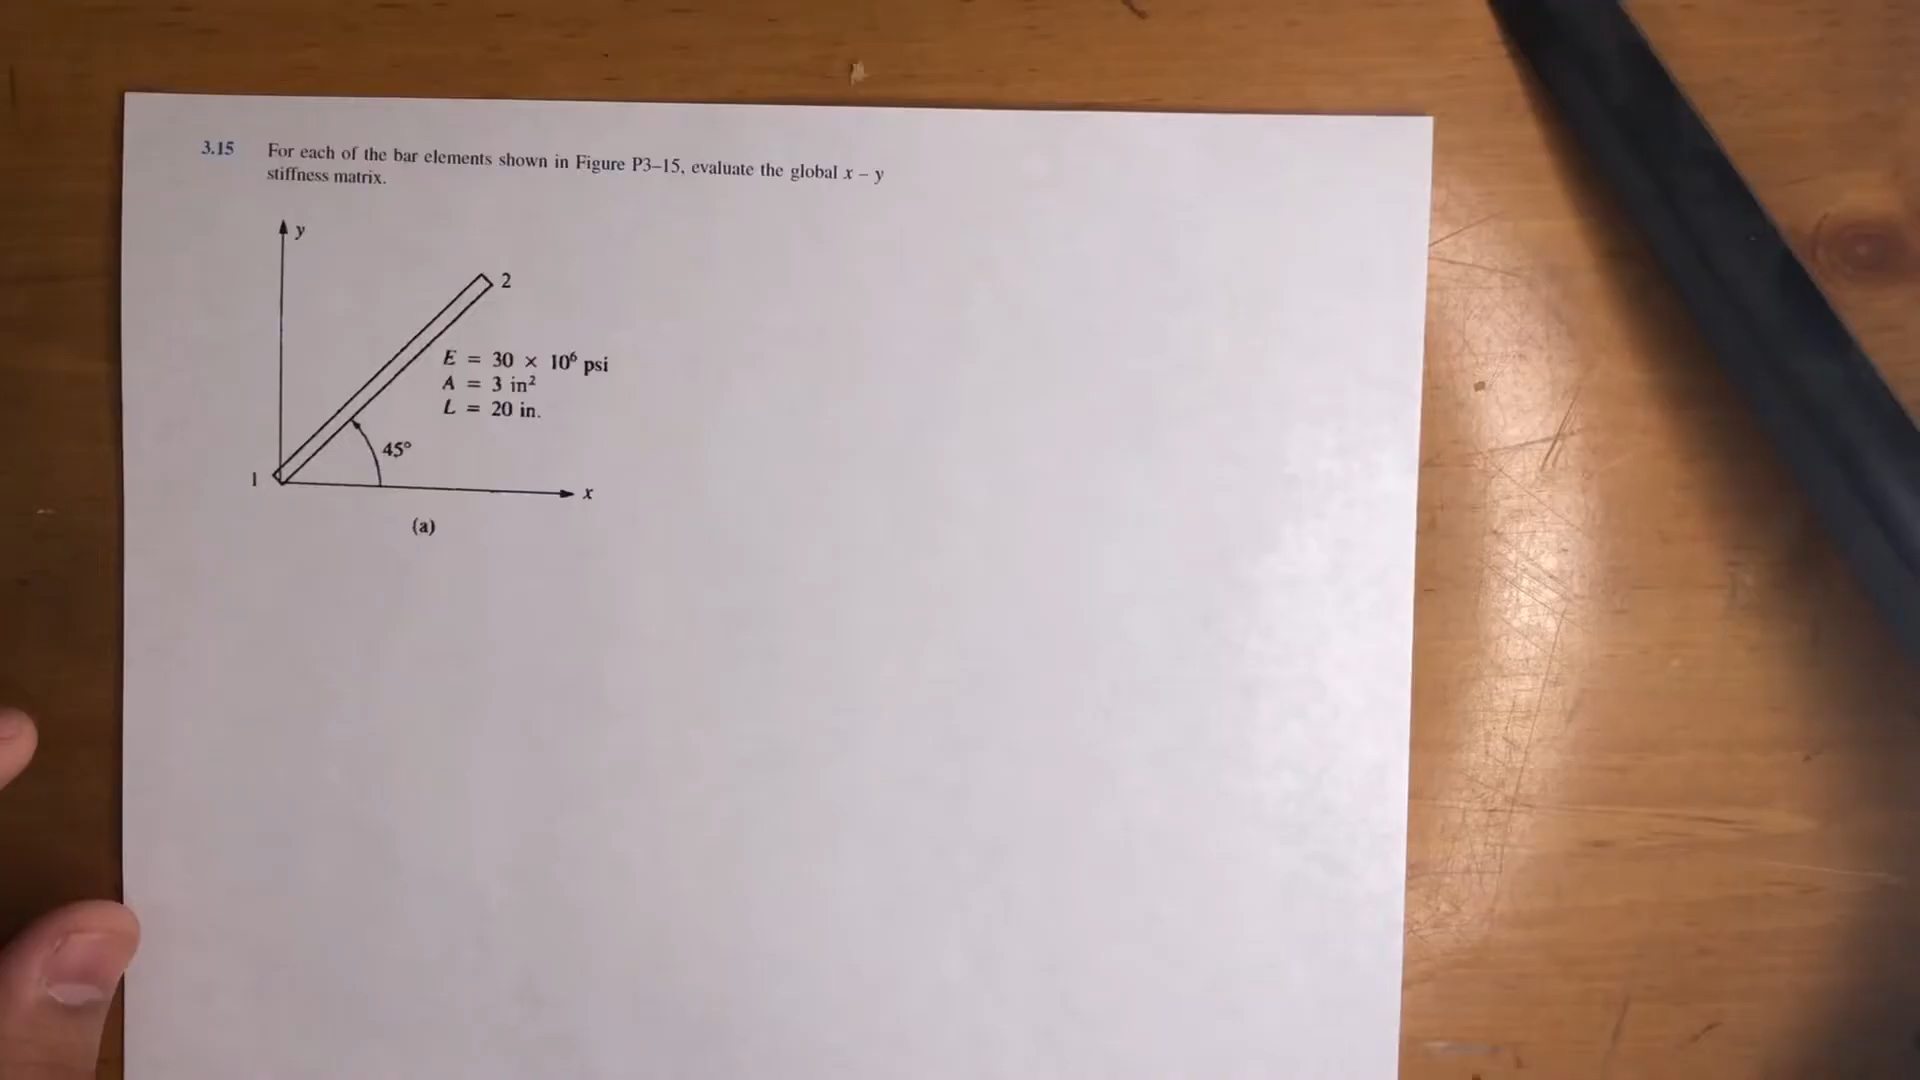 3.15 For each of the bar elements shown in Figure P3–15, evaluate the global x – y
stiffness matrix.
y
2
E = 30 × 10⁶ psi
A = 3 in²
L = 20 in.
45°
1
x
(a)